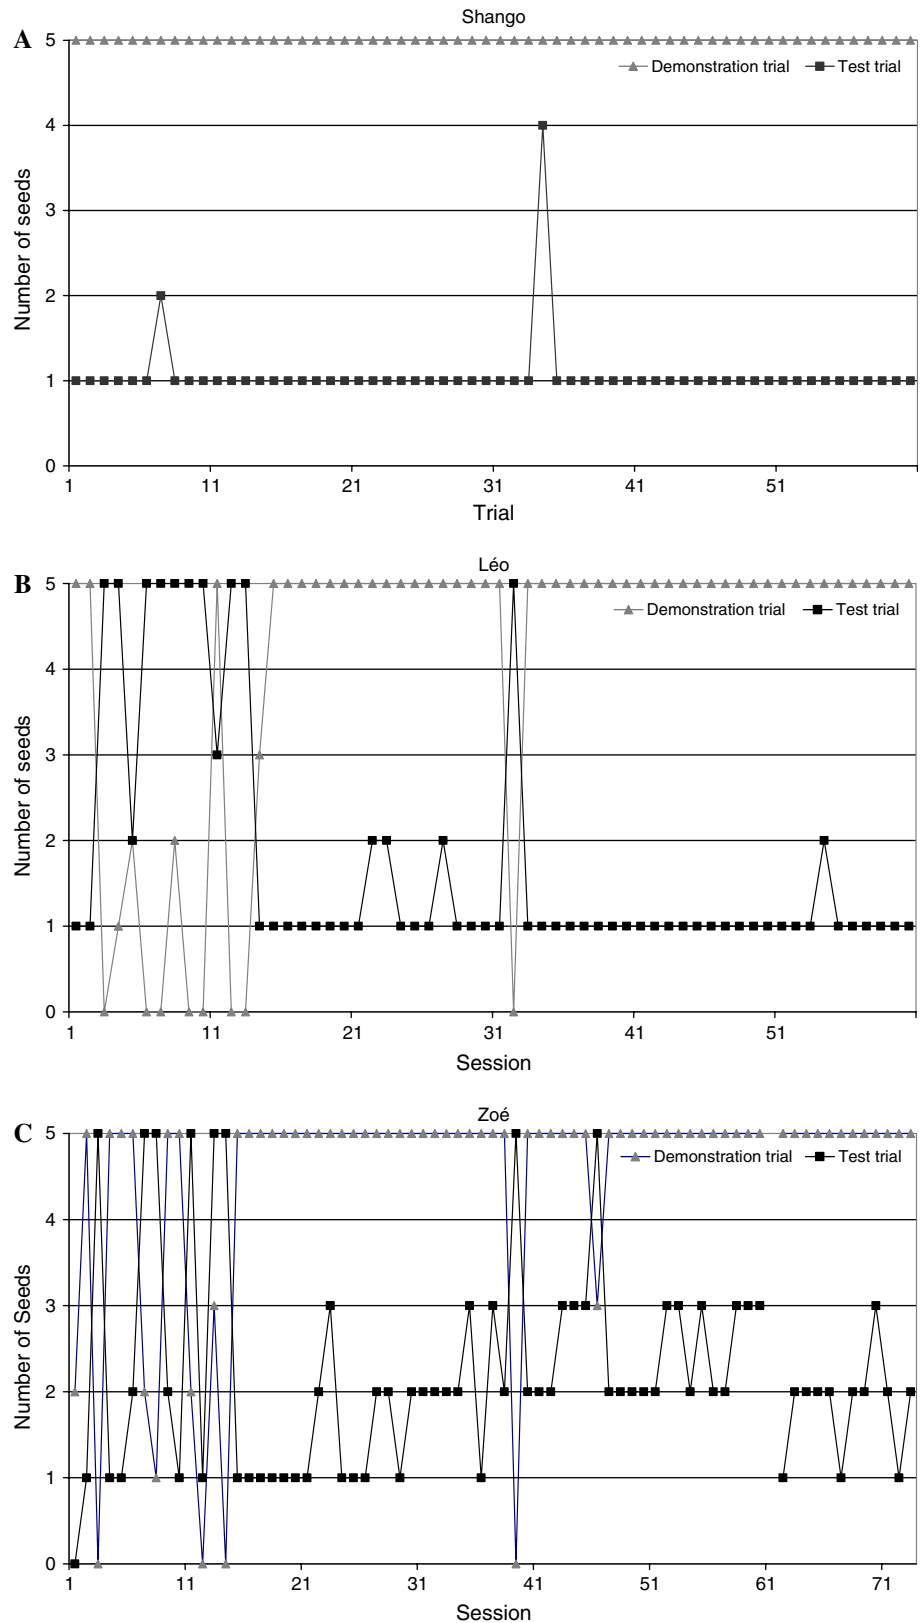 Shango
A
5
Demonstration trial Test trial
4
3
2
1
0
Number of seeds
1 11 21 31 41 51
Trial
Léo
B
5
Demonstration trial Test trial
4
3
2
1
0
Number of seeds
1 11 21 31 41 51
Session
Zoé
C
5
Demonstration trial Test trial
4
3
2
1
0
Number of Seeds
1 11 21 31 41 51 61 71
Session